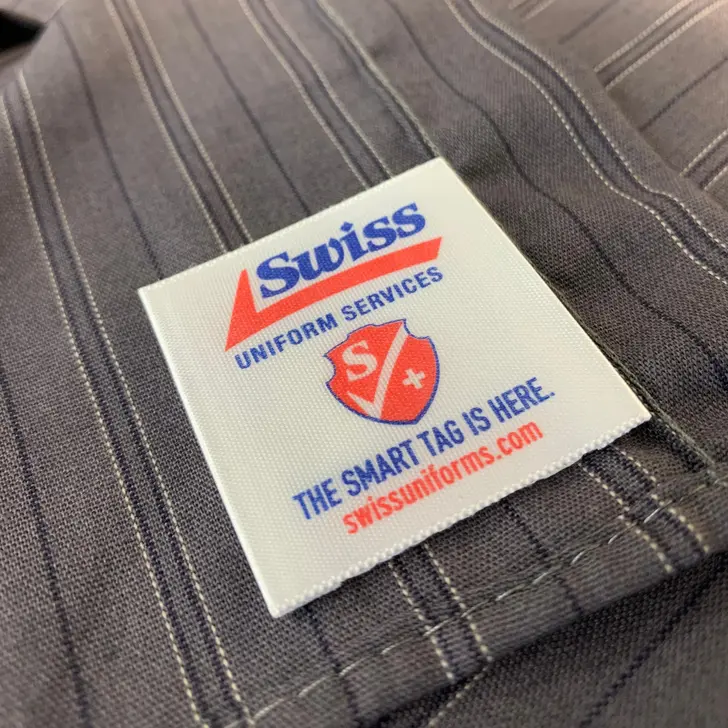 Swiss
UNIFORM SERVICES
S
THE SMART TAG IS HERE.
swissuniforms.com